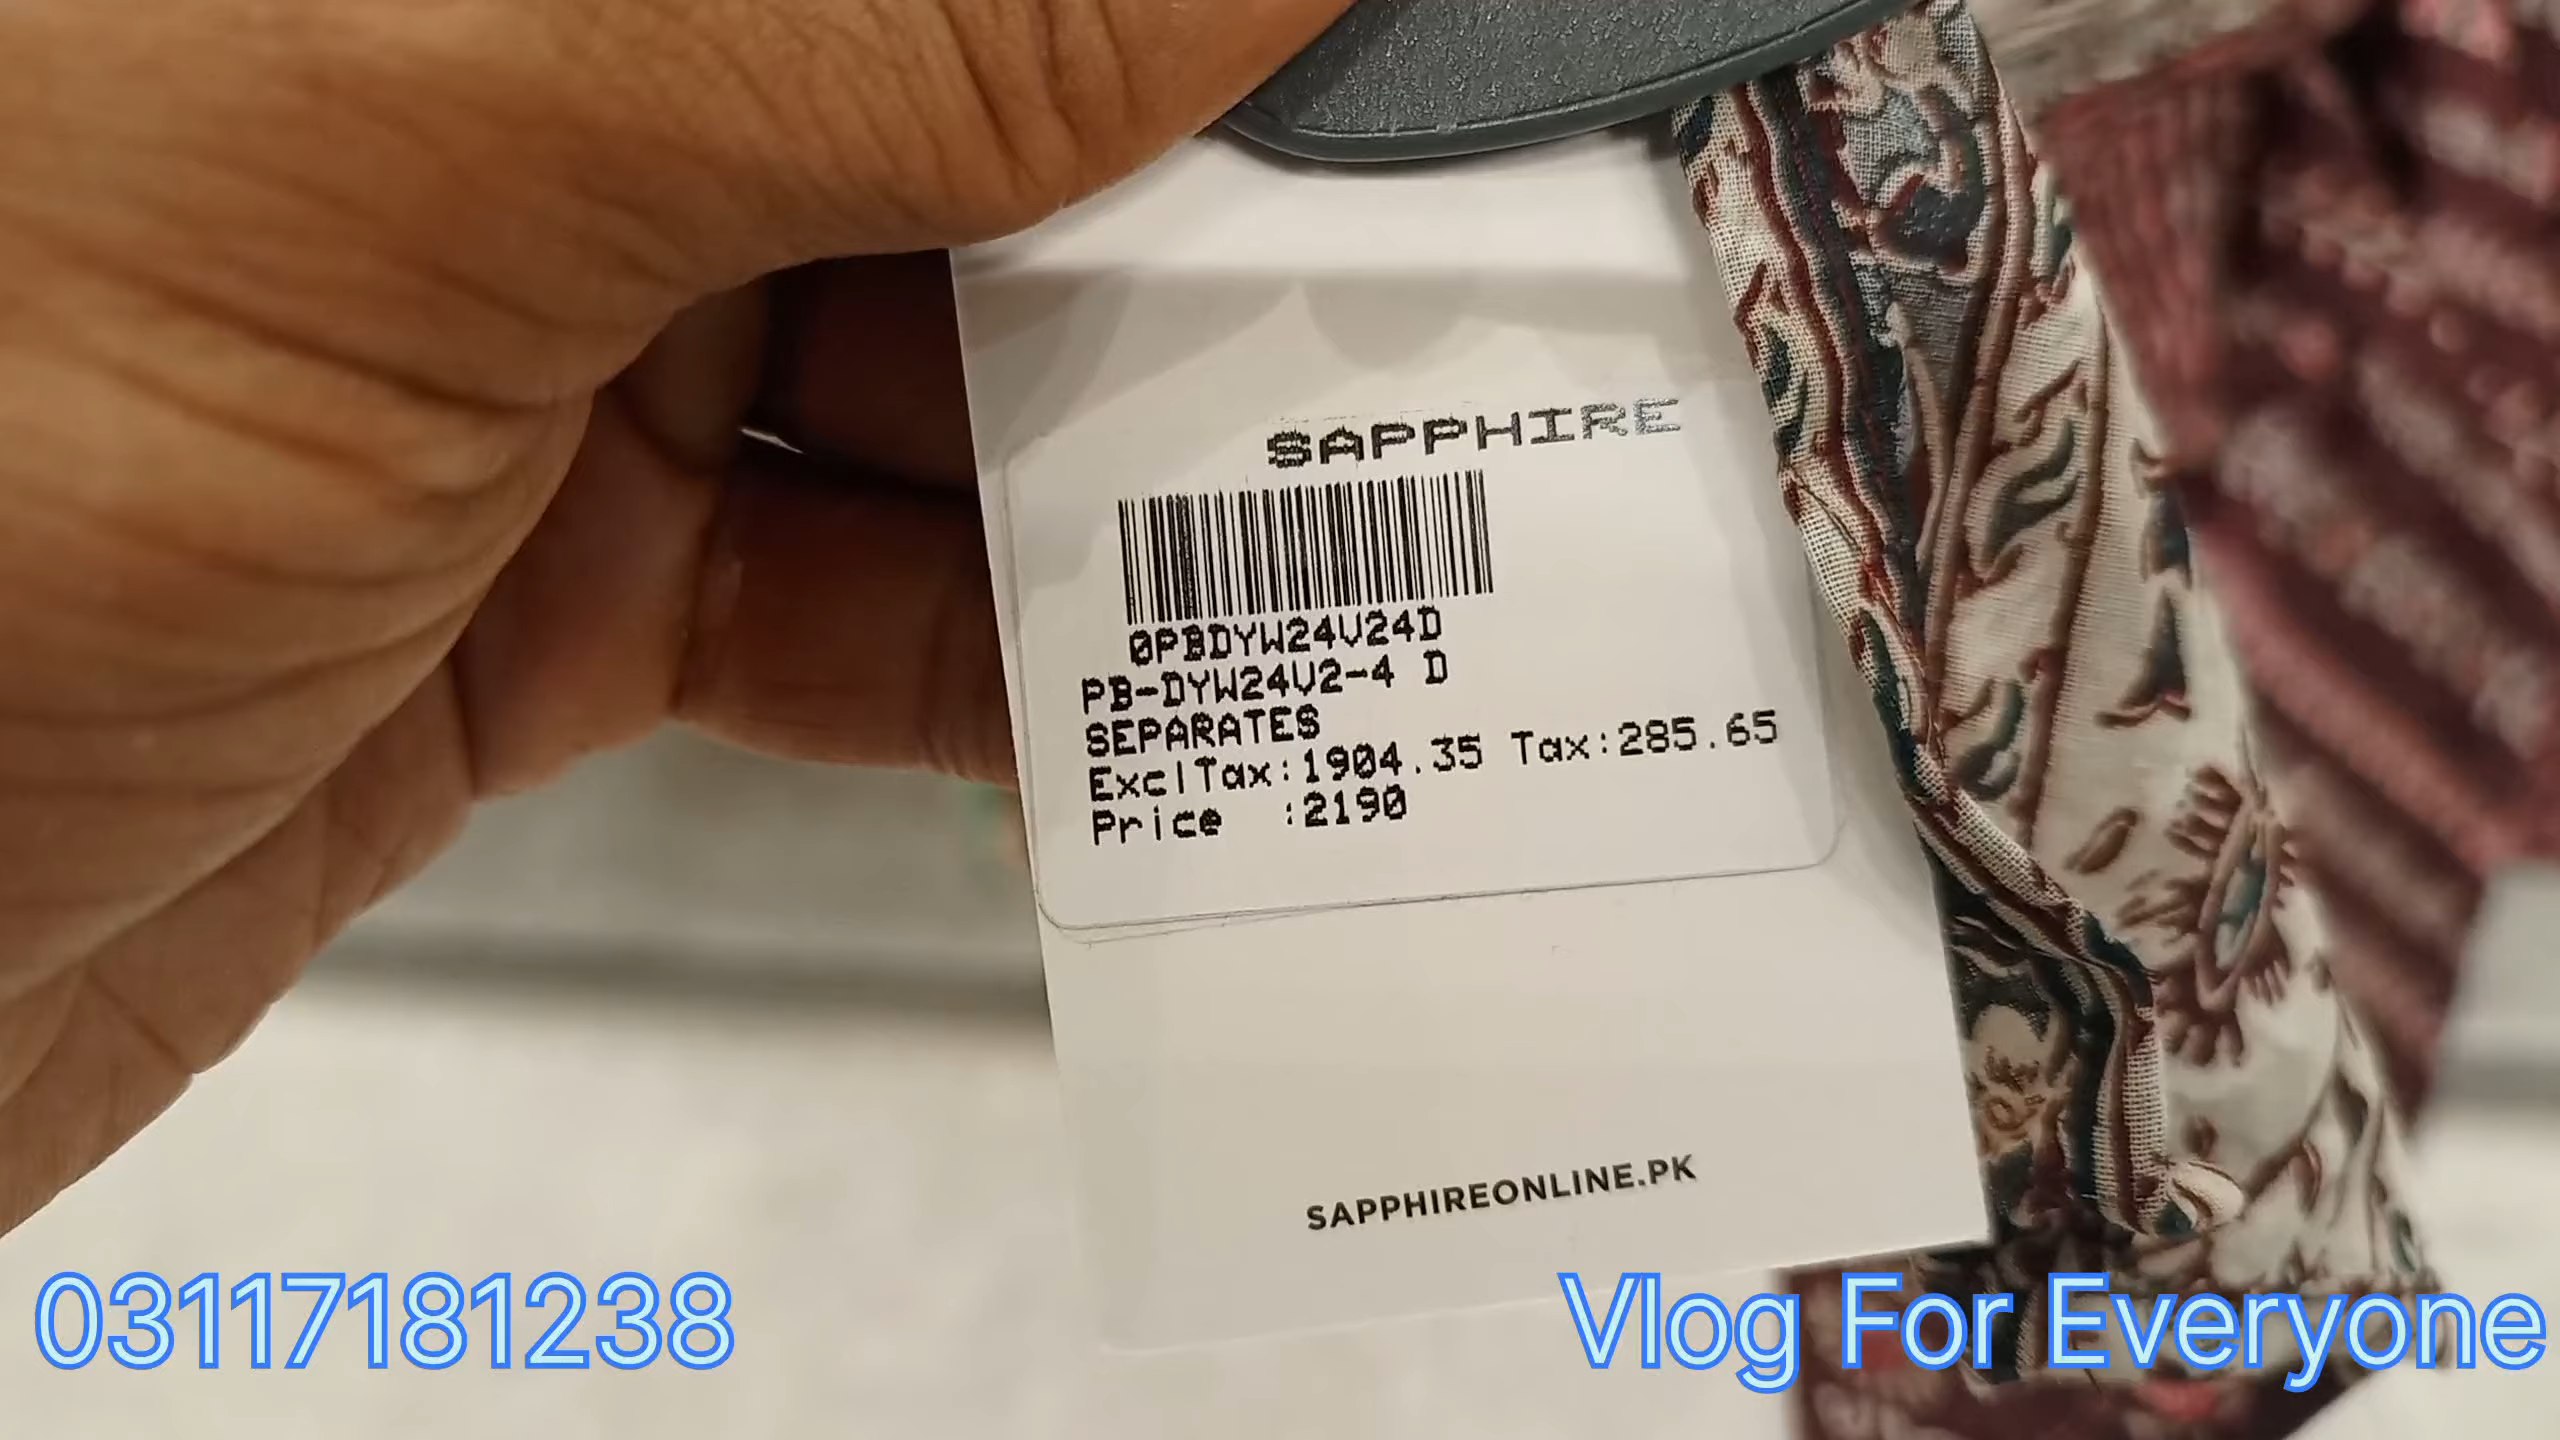 SAPPHIRE
0PBDYW24V24D
PB-DYW24V2-4 D
SEPARATES
ExclTax:1904.35 Tax:285.65
Price :2190
SAPPHIREONLINE.PK
03117181238
Vlog For Everyone